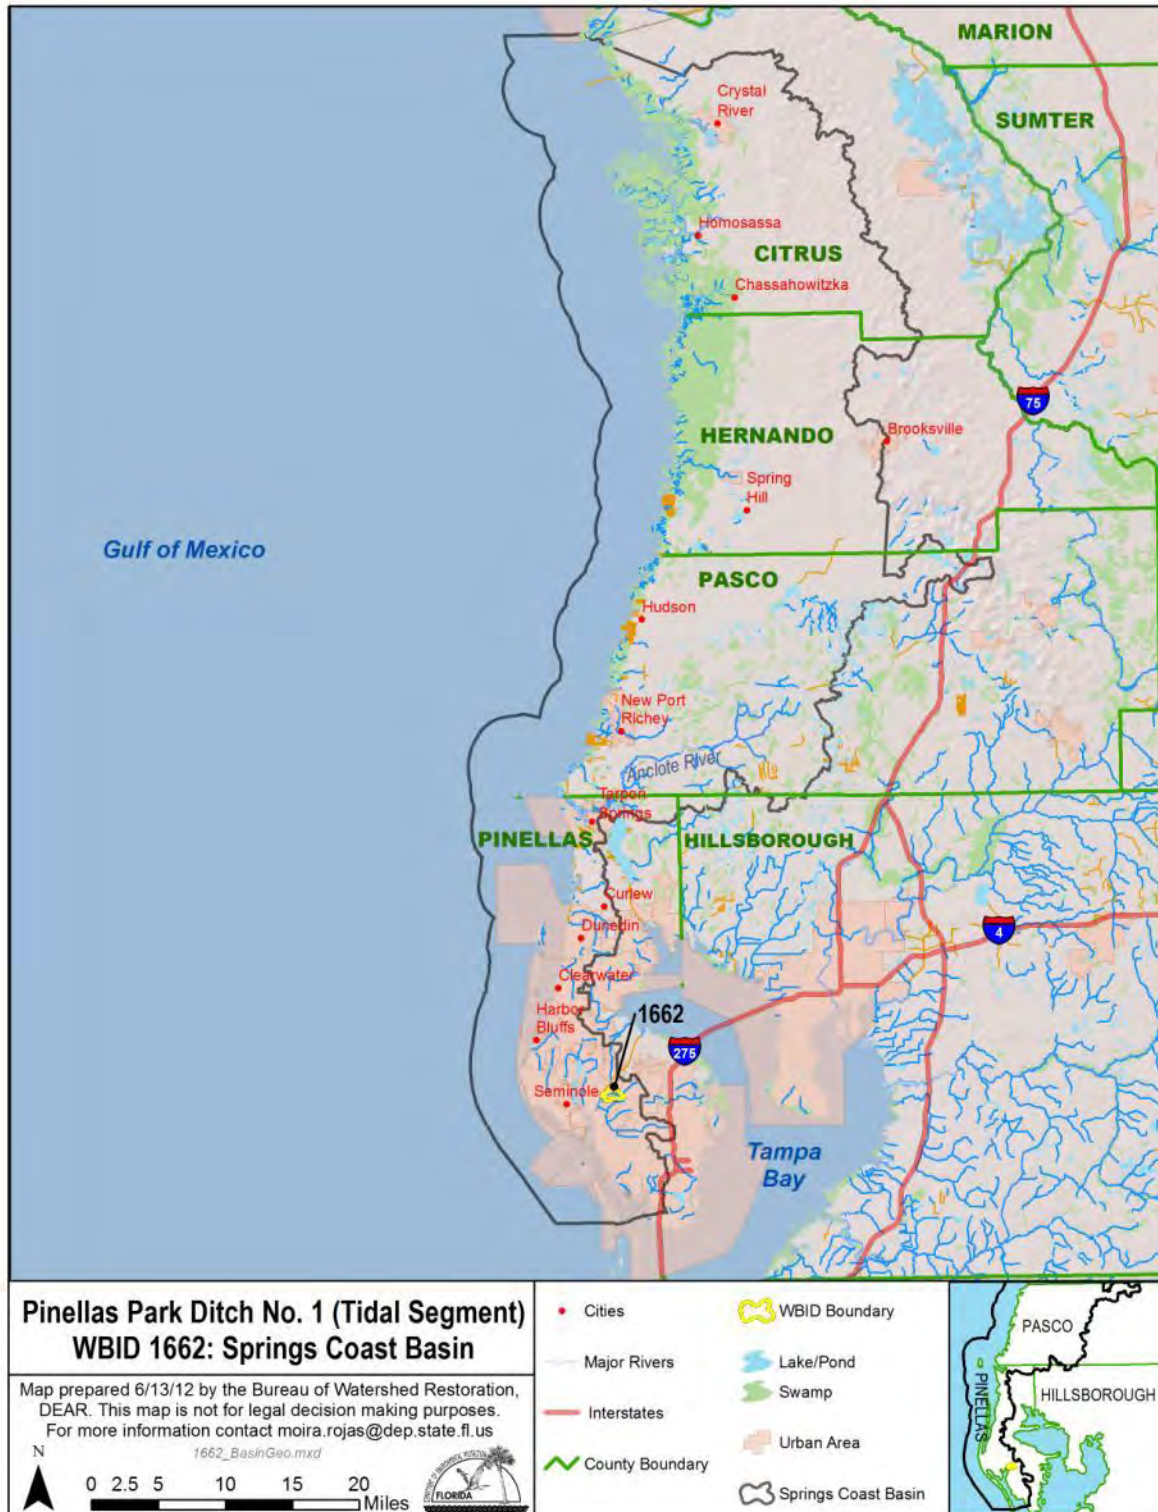 MARION
Crystal
River
SUMTER
Homosassa
CITRUS
Chassahowitzka
75
HERNANDO
Brooksville
Spring
Hill
Gulf of Mexico
PASCO
Hudson
New Port
Richey
Anclote River
Tarpon
Springs
PINELLAS
HILLSBOROUGH
Curlew
Dunedin
4
Clearwater
Harbor
Bluffs
1662
275
Seminole
Tampa
Bay
Pinellas Park Ditch No. 1 (Tidal Segment)
WBID 1662: Springs Coast Basin
Map prepared 6/13/12 by the Bureau of Watershed Restoration,
DEAR. This map is not for legal decision making purposes.
For more information contact moira.rojas@dep.state.fl.us
1662_BasinGeo.mxd
N
0 2.5 5 10 15 20
Miles
FLORIDA
Cities
Major Rivers
Interstates
County Boundary
WBID Boundary
Lake/Pond
Swamp
Urban Area
Springs Coast Basin
PASCO
PINELLAS
HILLSBOROUGH